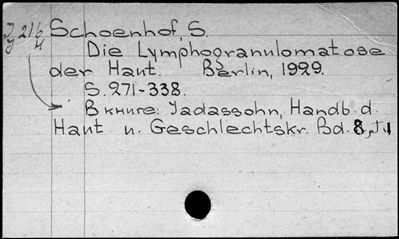 Schoenhof, S.
Die Lymphogranulomatose
der Haut. Berlin, 1929.
S. 271-338.
В книге: Jadassohn, Handb. d.
Haut u. Geschlechtskr. Bd. 8, T. 1